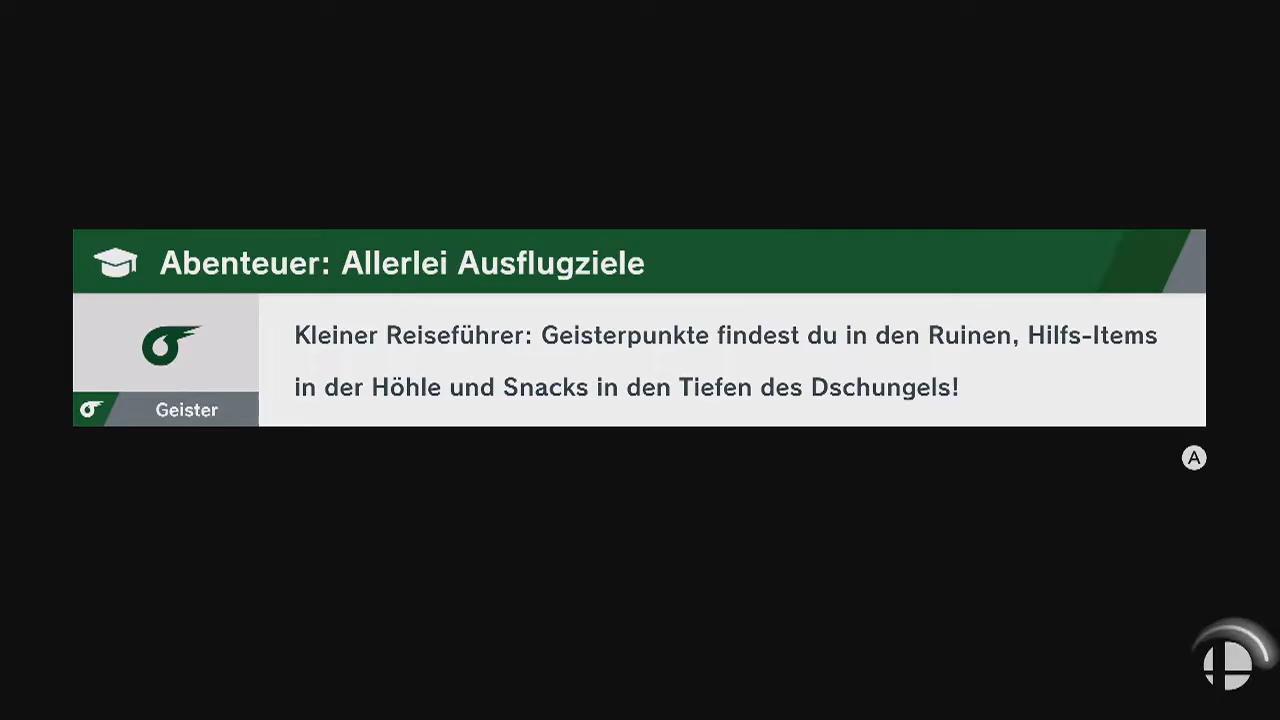 Abenteuer: Allerlei Ausflugziele
Kleiner Reiseführer: Geisterpunkte findest du in den Ruinen, Hilfs-Items
in der Höhle und Snacks in den Tiefen des Dschungels!
Geister
A